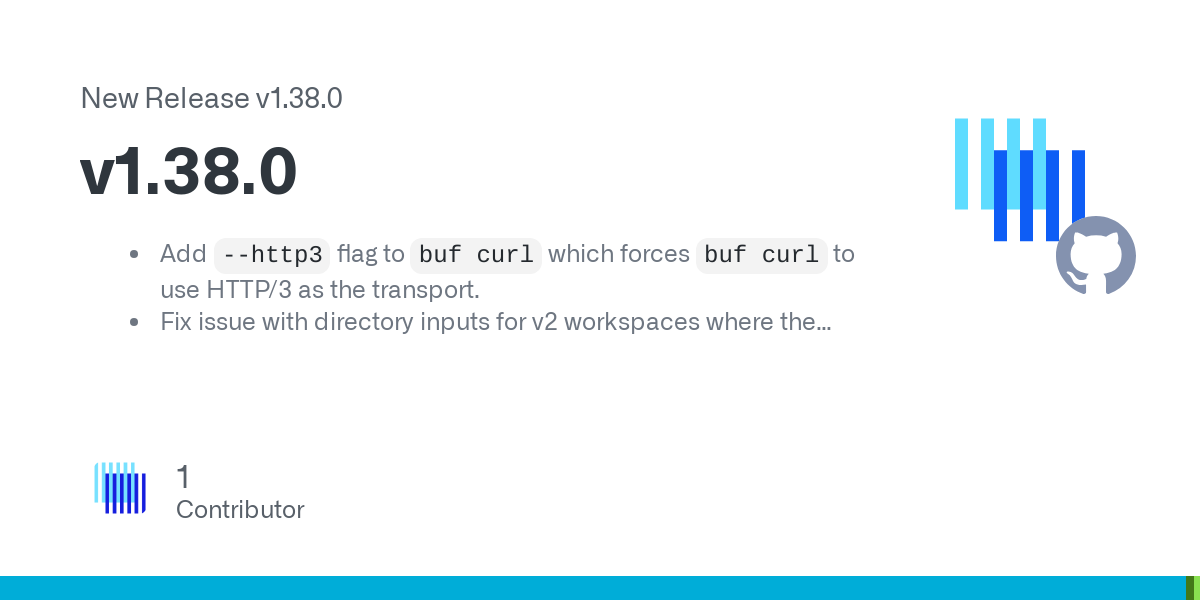 New Release v1.38.0
v1.38.0
• Add --http3 flag to buf curl which forces buf curl to
use HTTP/3 as the transport.
• Fix issue with directory inputs for v2 workspaces where the...
1
Contributor